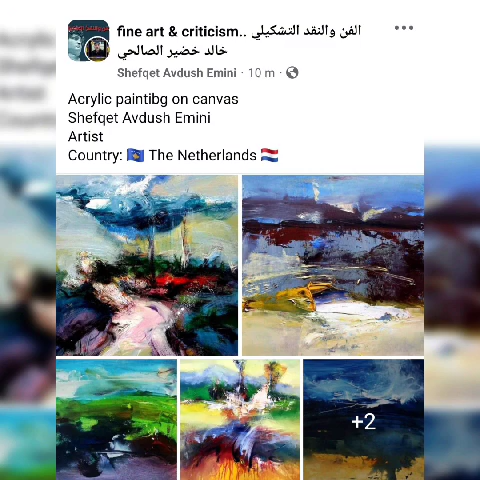 fine art & criticism.. الفن والنقد التشكيلي
خالد خضير الصالحي
Shefqet Avdush Emini · 10 m ·
Acrylic paintibg on canvas
Shefqet Avdush Emini
Artist
Country: 🇽🇰 The Netherlands 🇳🇱
+2